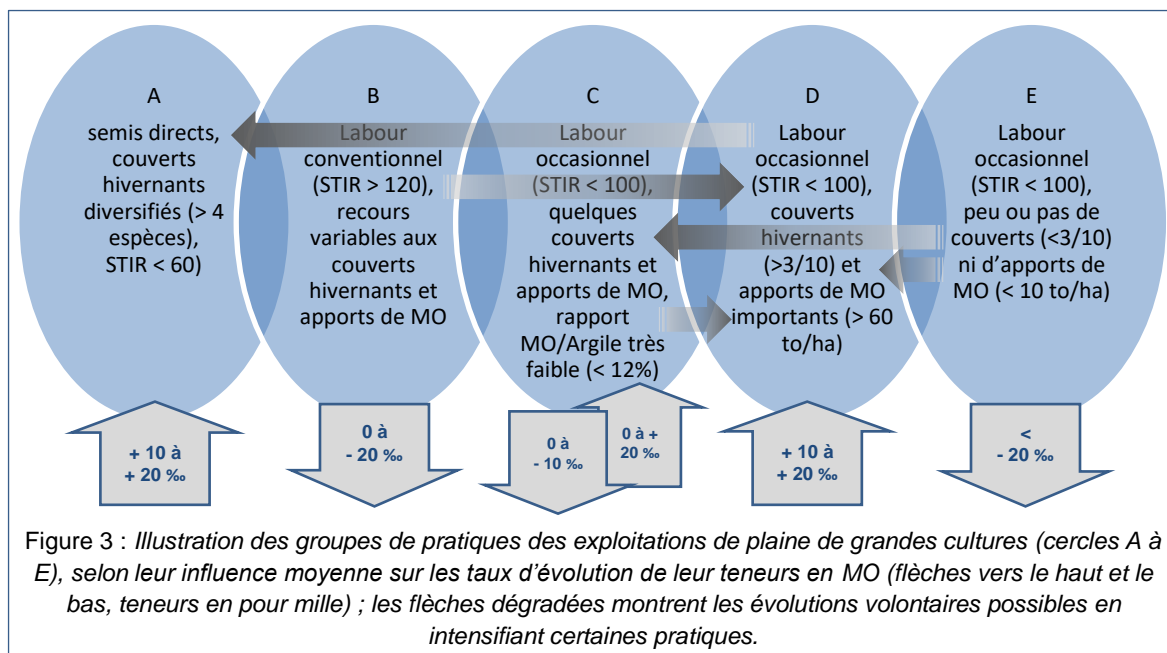 A
semis directs,
couverts
hivernants
diversifiés (> 4
espèces),
STIR < 60)
B
Labour
conventionnel
(STIR > 120),
recours
variables aux
couverts
hivernants et
apports de MO
C
Labour
occasionnel
(STIR < 100),
quelques
couverts
hivernants et
apports de MO,
rapport
MO/Argile très
faible (< 12%)
D
Labour
occasionnel
(STIR < 100),
couverts
hivernants
(>3/10) et
apports de MO
importants (> 60
to/ha)
E
Labour
occasionnel
(STIR < 100),
peu ou pas de
couverts (<3/10)
ni d’apports de
MO (< 10 to/ha)
+ 10 à
+ 20 ‰
0 à
- 20 ‰
0 à
- 10 ‰
0 à +
20 ‰
+ 10 à
+ 20 ‰
<
- 20 ‰
Figure 3 : Illustration des groupes de pratiques des exploitations de plaine de grandes cultures (cercles A à
E), selon leur influence moyenne sur les taux d’évolution de leur teneurs en MO (flèches vers le haut et le
bas, teneurs en pour mille) ; les flèches dégradées montrent les évolutions volontaires possibles en
intensifiant certaines pratiques.